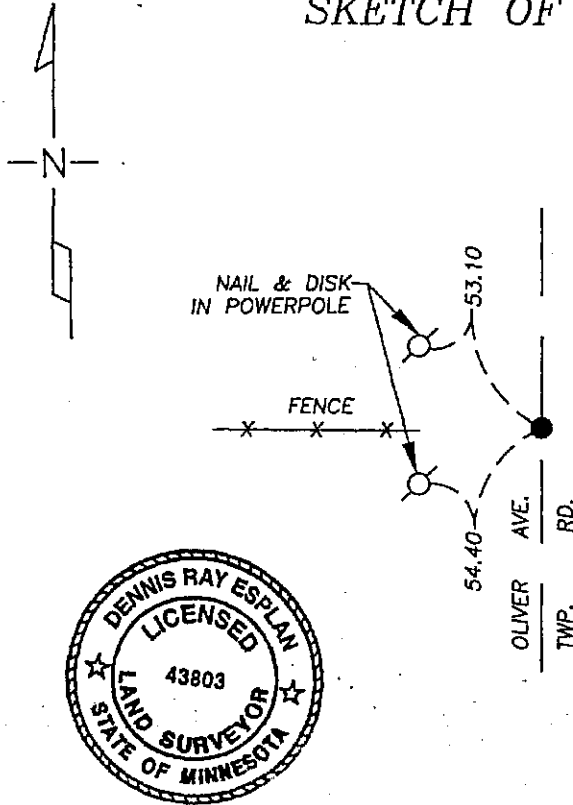 SKETCH OF
N
NAIL & DISK
IN POWERPOLE
53.10
FENCE
54.40
OLIVER AVE.
TWP. RD.
DENNIS RAY ESPLAN
LICENSED
43803
LAND SURVEYOR
STATE OF MINNESOTA